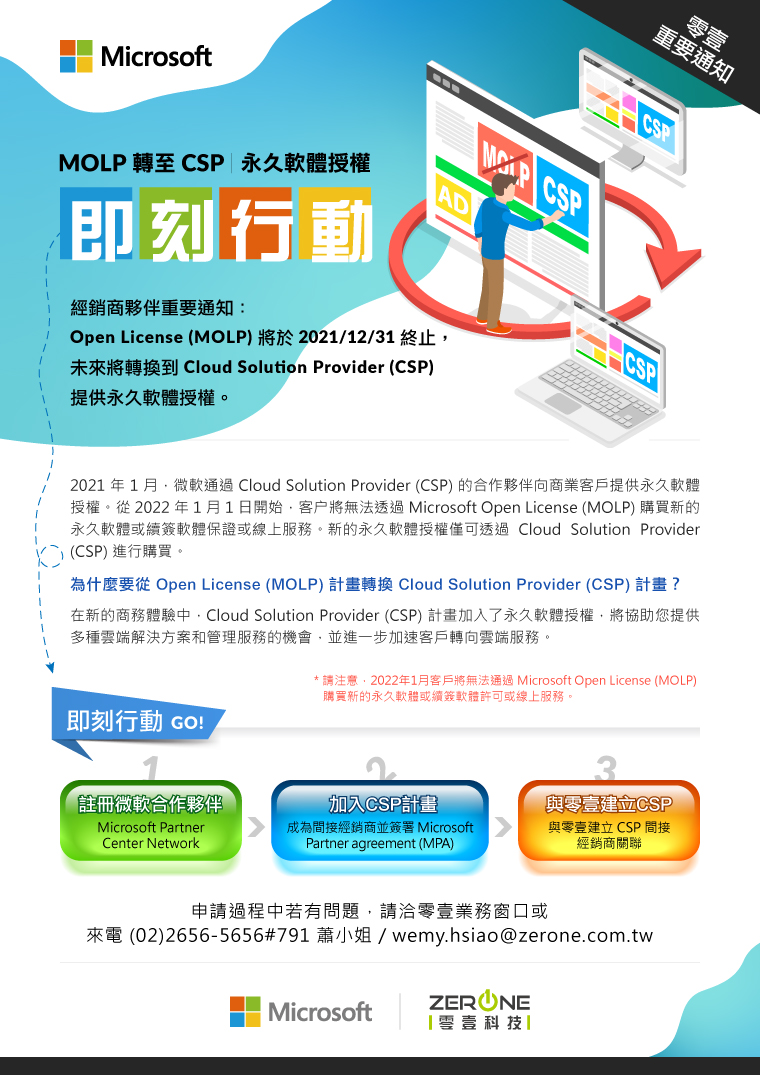 零壹
重要通知
Microsoft
CSP
MOLP 轉至 CSP | 永久軟體授權
MOLP
CSP
AD
即刻行動
經銷商夥伴重要通知：
Open License (MOLP) 將於 2021/12/31 終止，
未來將轉換到 Cloud Solution Provider (CSP)
提供永久軟體授權。
CSP
2021 年 1 月，微軟通過 Cloud Solution Provider (CSP) 的合作夥伴向商業客戶提供永久軟體
授權。從 2022 年 1 月 1 日開始，客戶將無法透過 Microsoft Open License (MOLP) 購買新的
永久軟體或續簽軟體保證或線上服務。新的永久軟體授權僅可透過 Cloud Solution Provider
(CSP) 進行購買。
為什麼要從 Open License (MOLP) 計畫轉換 Cloud Solution Provider (CSP) 計畫？
在新的商務體驗中，Cloud Solution Provider (CSP) 計畫加入了永久軟體授權，將協助您提供
多種雲端解決方案和管理服務的機會，並進一步加速客戶轉向雲端服務。
* 請注意，2022年1月客戶將無法通過 Microsoft Open License (MOLP)
購買新的永久軟體或續簽軟體許可或線上服務。
即刻行動 GO!
1
2
3
註冊微軟合作夥伴
Microsoft Partner
Center Network
加入CSP計畫
成為間接經銷商並簽署 Microsoft
Partner agreement (MPA)
與零壹建立CSP
與零壹建立 CSP 間接
經銷商關聯
申請過程中若有問題，請洽零壹業務窗口或
來電 (02)2656-5656#791 蕭小姐 / wemy.hsiao@zerone.com.tw
Microsoft
ZERONE
零壹科技